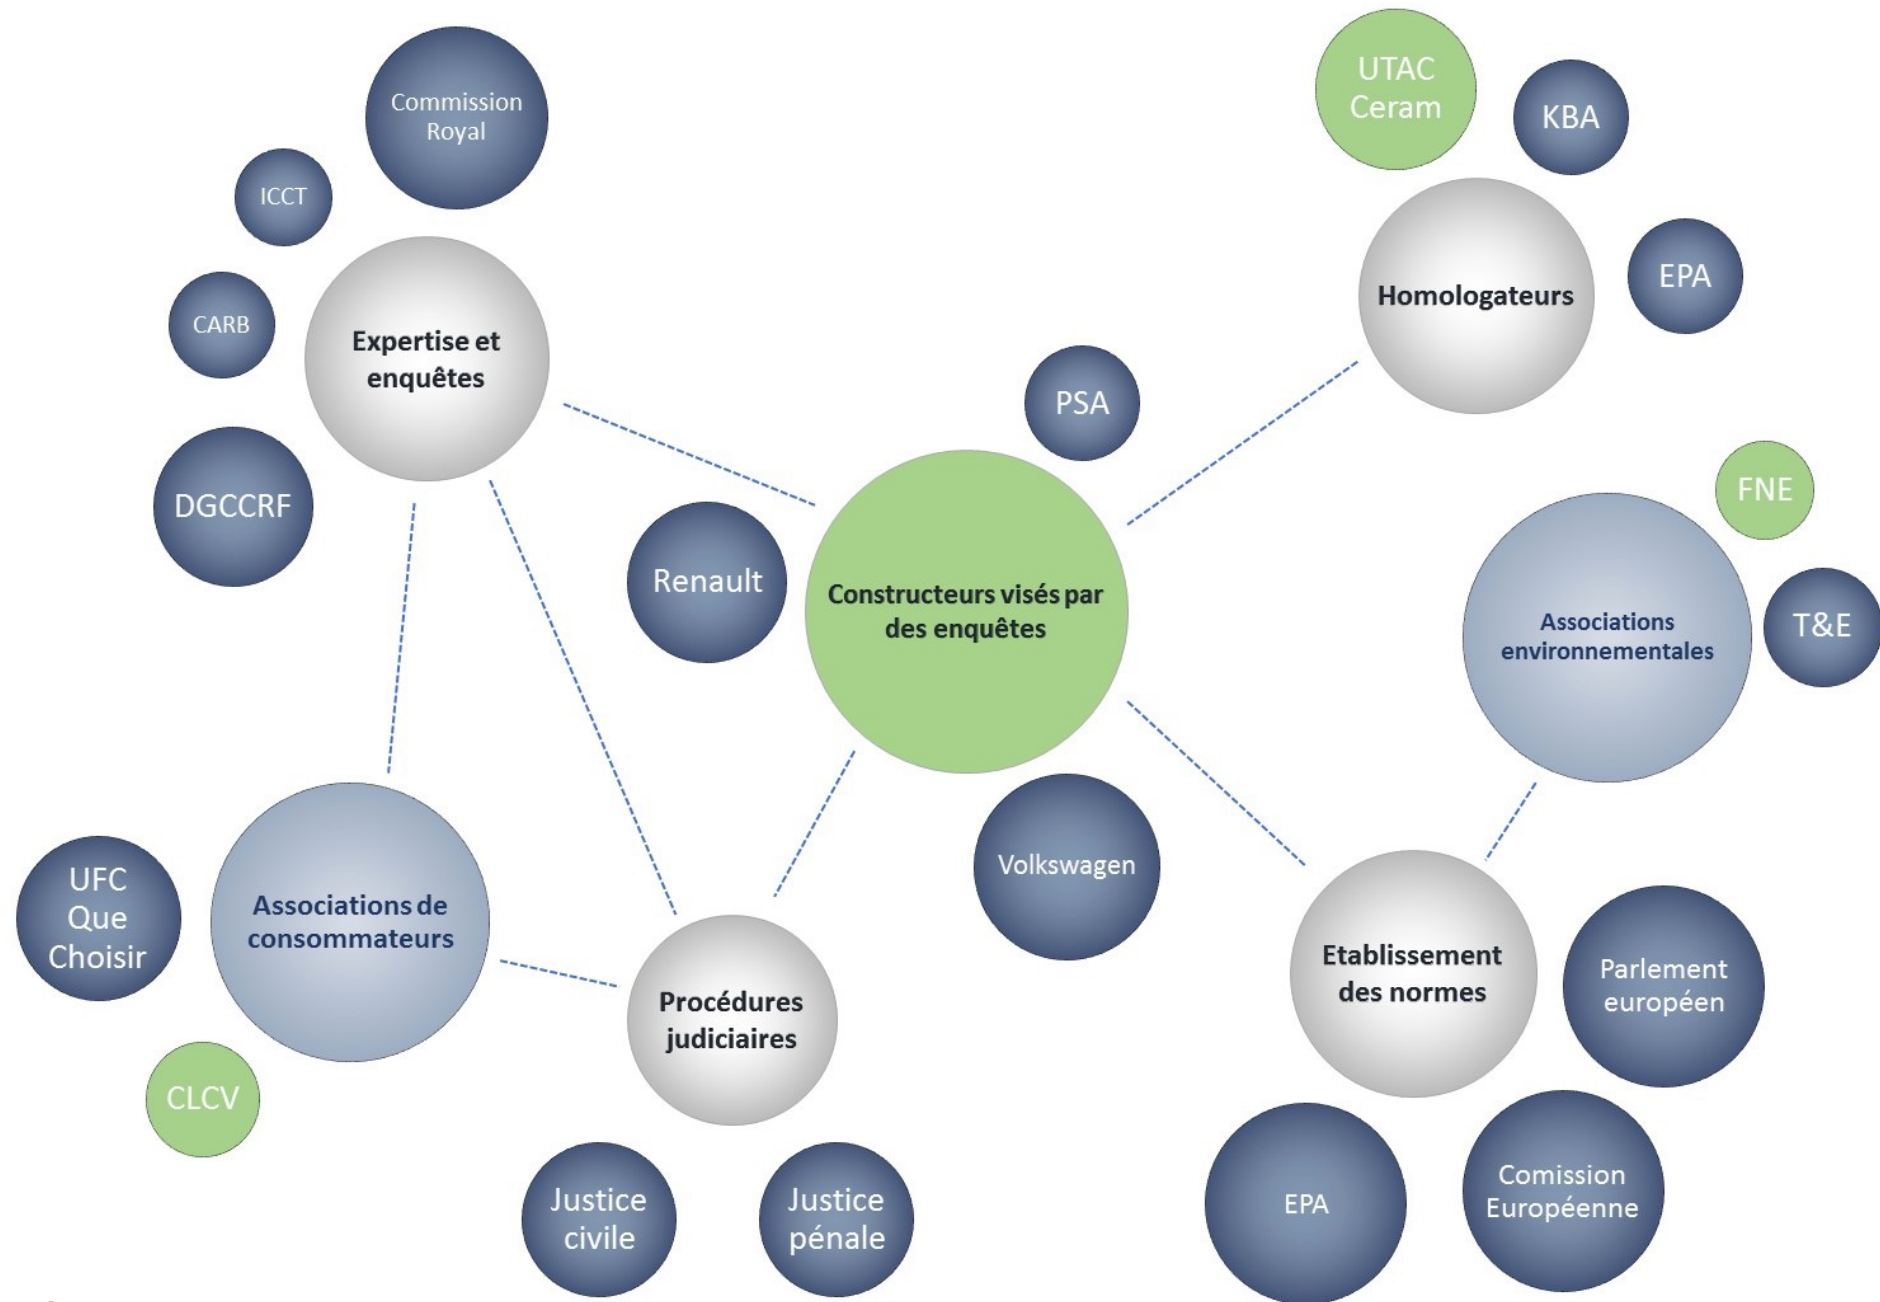 Commission
Royal
ICCT
CARB
Expertise et
enquêtes
DGCCRF
UTAC
Ceram
KBA
EPA
Homologateurs
PSA
Renault
Constructeurs visés par
des enquêtes
Volkswagen
FNE
T&E
Associations
environnementales
UFC
Que
Choisir
Associations de
consommateurs
CLCV
Procédures
judiciaires
Justice
civile
Justice
pénale
Etablissement
des normes
Parlement
européen
EPA
Comission
Européenne